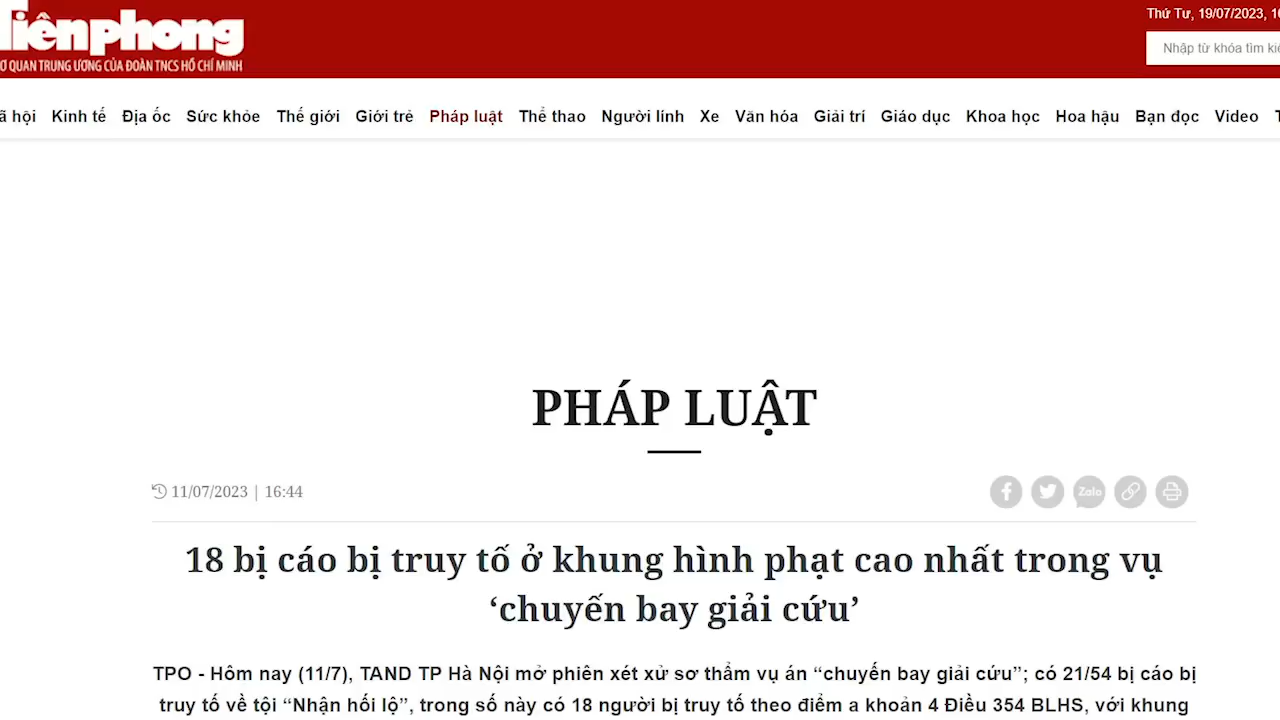 Tiênphong
Thứ Tư, 19/07/2023,
Ơ QUAN TRUNG ƯƠNG CỦA ĐOÀN TNCS HỒ CHÍ MINH
Nhập từ khóa tìm
ã hội Kinh tế Địa ốc Sức khỏe Thế giới Giới trẻ Pháp luật Thể thao Người lính Xe Văn hóa Giải trí Giáo dục Khoa học Hoa hậu Bạn đọc Video
PHÁP LUẬT
11/07/2023 | 16:44
Zalo
18 bị cáo bị truy tố ở khung hình phạt cao nhất trong vụ
‘chuyến bay giải cứu’
TPO - Hôm nay (11/7), TAND TP Hà Nội mở phiên xét xử sơ thẩm vụ án “chuyến bay giải cứu”; có 21/54 bị cáo bị
truy tố về tội “Nhận hối lộ”, trong số này có 18 người bị truy tố theo điểm a khoản 4 Điều 354 BLHS, với khung